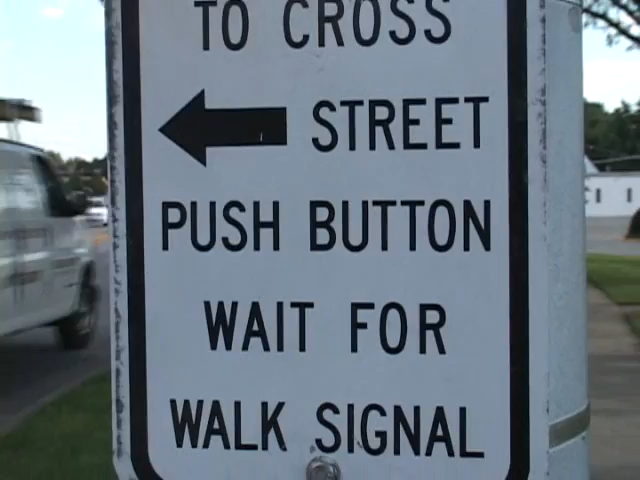 TO CROSS
STREET
PUSH BUTTON
WAIT FOR
WALK SIGNAL